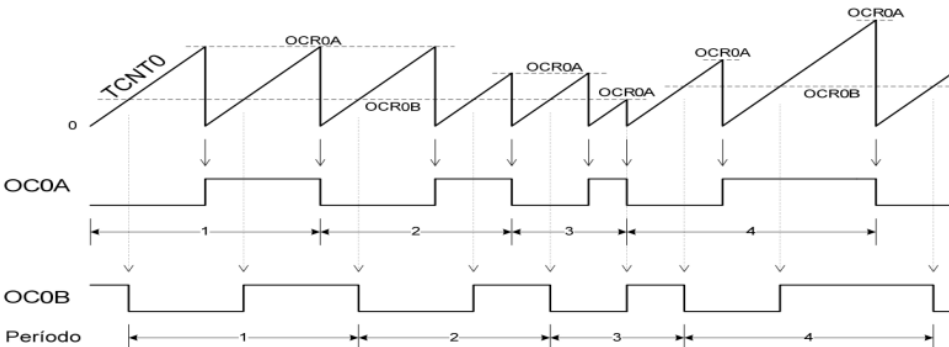 OCR0A
OCR0A
OCR0A
OCR0A
OCR0A
TCNT0
OCR0B
OCR0B
0
OC0A
1 2 3 4
OC0B
Período 1 2 3 4